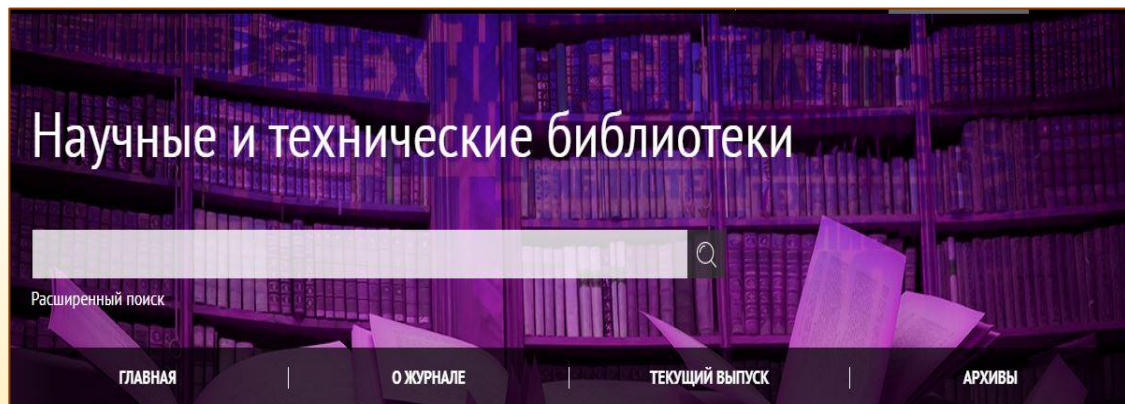 Научные и технические библиотеки
Расширенный поиск
ГЛАВНАЯ
О ЖУРНАЛЕ
ТЕКУЩИЙ ВЫПУСК
АРХИВЫ